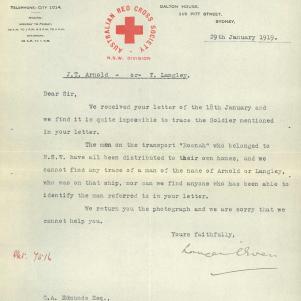 TELEPHONE-CITY 1014.
AUSTRALIAN RED CROSS SOCIETY
N.S.W. DIVISION
DALTON HOUSE,
115 PITT STREET,
SYDNEY,
29th January 1919.
J.T. Arnold - or- T. Langley.
Dear Sir,
We received your letter of the 18th January and
we find it quite impossible to trace the Soldier mentioned
in your letter.
The men on the transport "Roonah" who belonged to
N.S.W. have all been distributed to their own homes, and we
cannot find any trace of a man of the name of Arnold or Langley,
who was on that ship, nor can we find anyone who has been able to
identify the man referred to in your letter.
We return you the photograph and we are sorry that we
cannot help you.
Yours faithfully,
C.A. Edmunds Esq.,